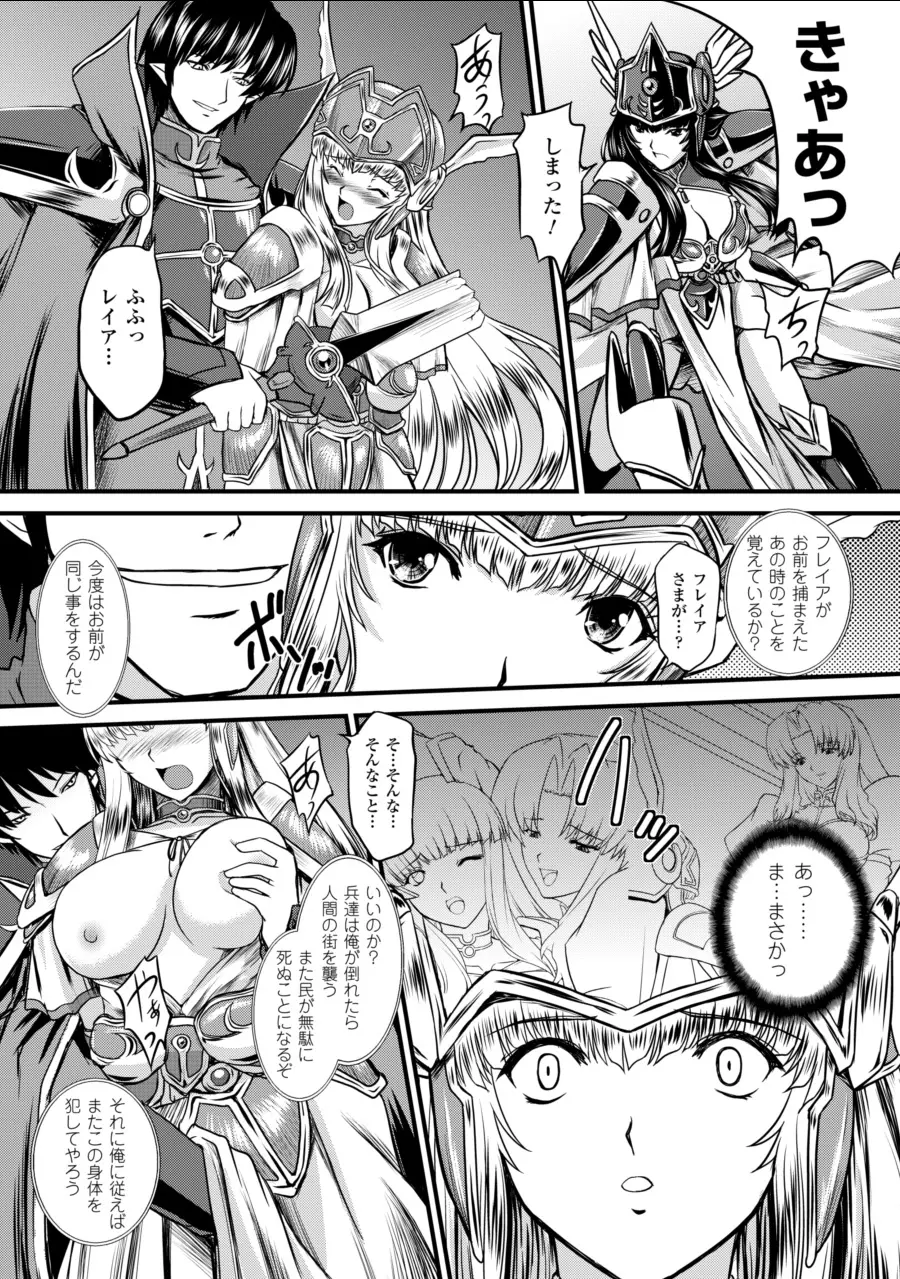 きゃあっ
しまった!
ぢっ
あぅっ
ふふっ
レイア…
フレイアが
お前を捕まえた
あの時のことを
覚えているか?
フレイア
さまが…?
ボソッ
今度はお前が
同じ事をするんだ
あっ……
ま…まさかっ
そ…そんな
そんなこと…
いいのか?
兵達は俺が倒れたら
人間の街を襲う
また民が無駄に
死ぬことになるぞ
あっ
それに俺に従えば
またこの身体を
犯してやろう